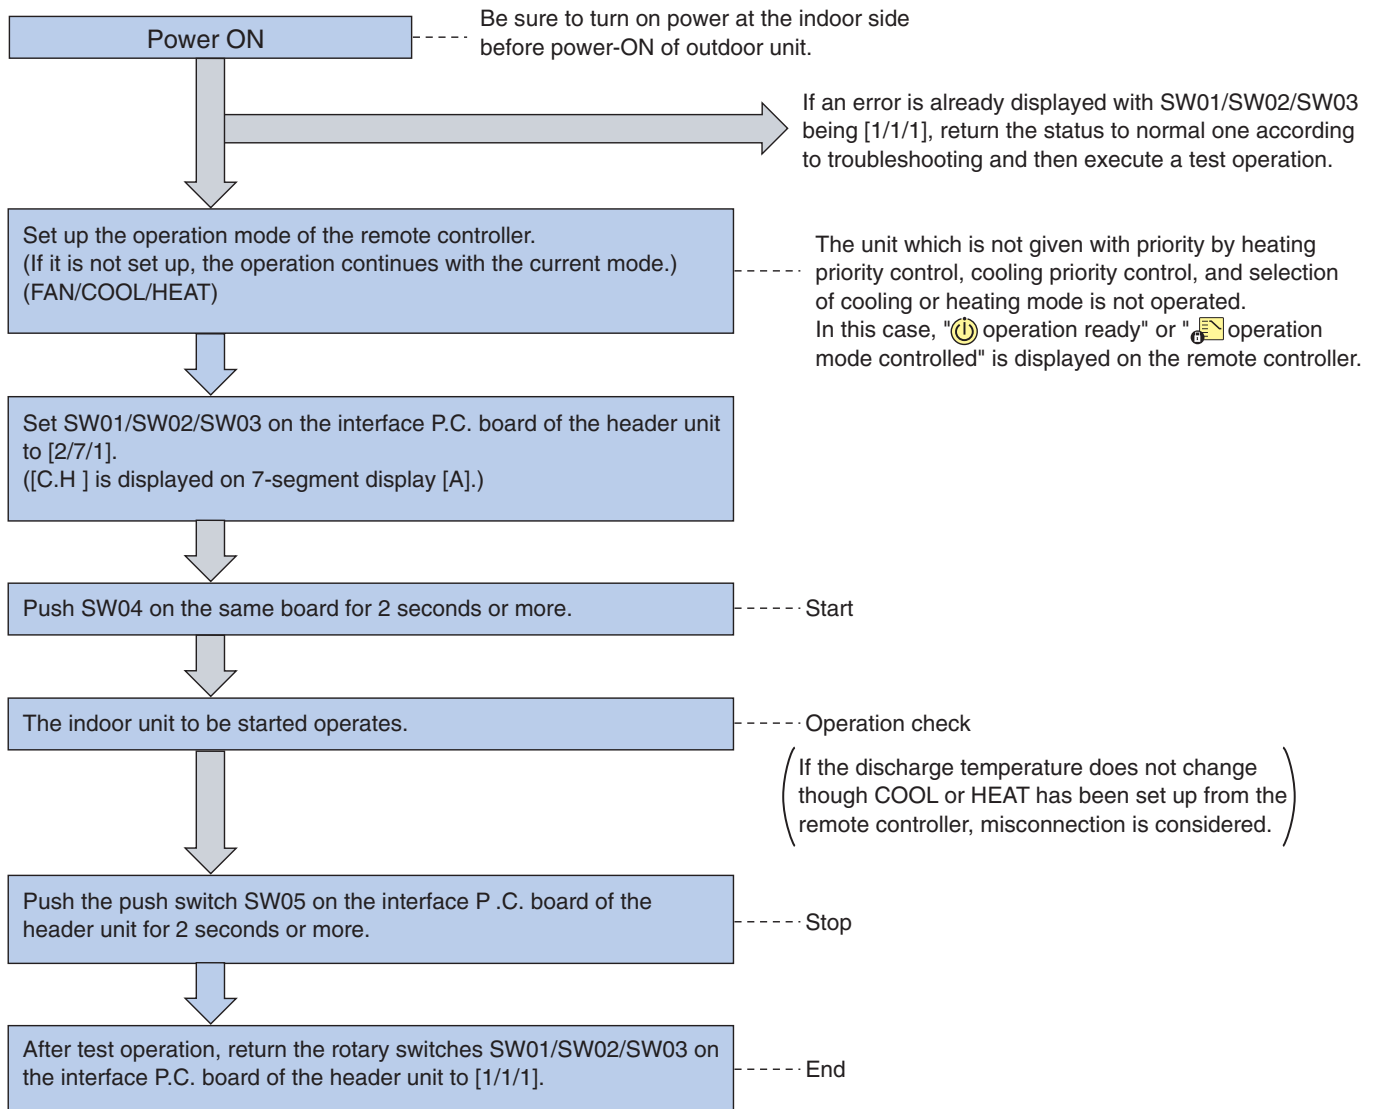 Power ON
Be sure to turn on power at the indoor side
before power-ON of outdoor unit.
If an error is already displayed with SW01/SW02/SW03
being [1/1/1], return the status to normal one according
to troubleshooting and then execute a test operation.
Set up the operation mode of the remote controller.
(If it is not set up, the operation continues with the current mode.)
(FAN/COOL/HEAT)
The unit which is not given with priority by heating
priority control, cooling priority control, and selection
of cooling or heating mode is not operated.
In this case, " operation ready" or " operation
mode controlled" is displayed on the remote controller.
Set SW01/SW02/SW03 on the interface P.C. board of the header unit
to [2/7/1].
([C.H ] is displayed on 7-segment display [A].)
Push SW04 on the same board for 2 seconds or more.
Start
The indoor unit to be started operates.
Operation check
If the discharge temperature does not change
though COOL or HEAT has been set up from the
remote controller, misconnection is considered.
Push the push switch SW05 on the interface P .C. board of the
header unit for 2 seconds or more.
Stop
After test operation, return the rotary switches SW01/SW02/SW03 on
the interface P.C. board of the header unit to [1/1/1].
End